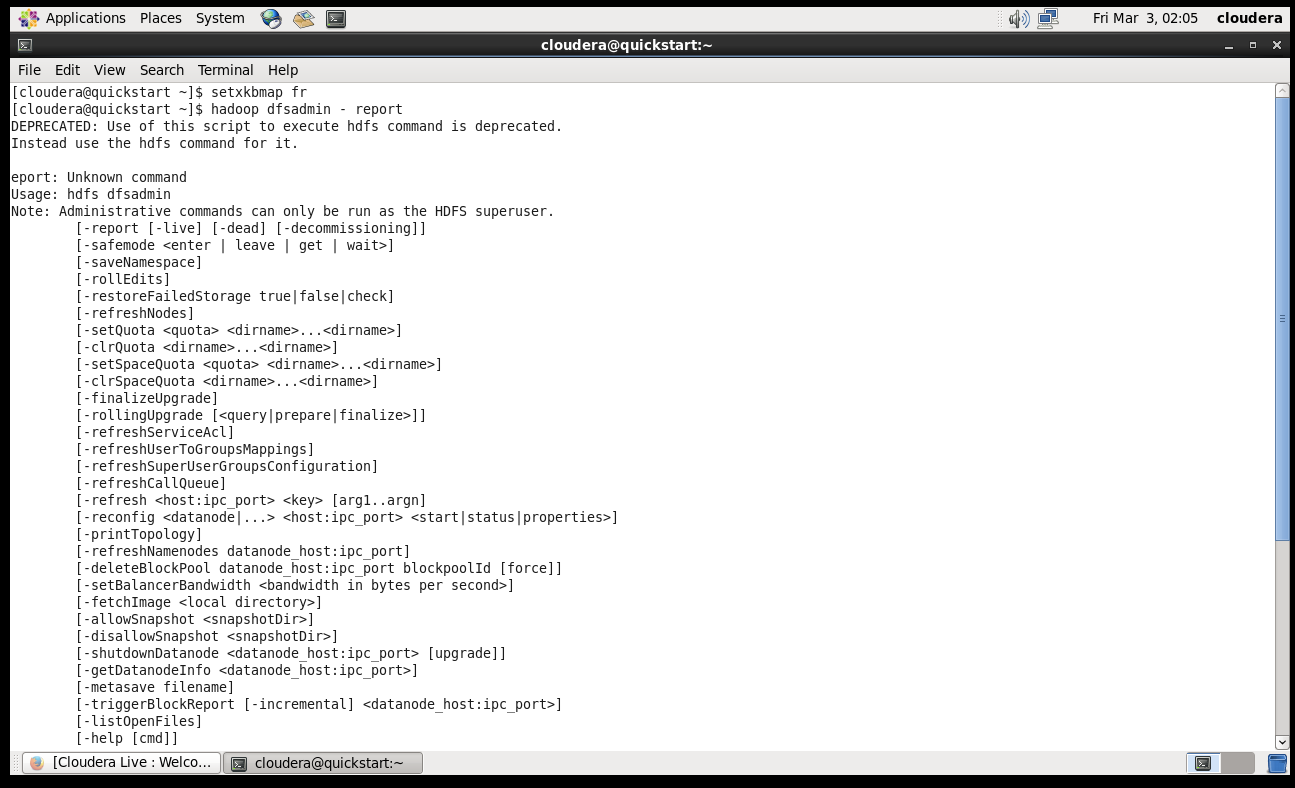 Applications Places System Fri Mar 3, 02:05 cloudera
cloudera@quickstart:~
File Edit View Search Terminal Help
[cloudera@quickstart ~]$ setxkbmap fr
[cloudera@quickstart ~]$ hadoop dfsadmin - report
DEPRECATED: Use of this script to execute hdfs command is deprecated.
Instead use the hdfs command for it.

eport: Unknown command
Usage: hdfs dfsadmin
Note: Administrative commands can only be run as the HDFS superuser.
        [-report [-live] [-dead] [-decommissioning]]
        [-safemode <enter | leave | get | wait>]
        [-saveNamespace]
        [-rollEdits]
        [-restoreFailedStorage true|false|check]
        [-refreshNodes]
        [-setQuota <quota> <dirname>...<dirname>]
        [-clrQuota <dirname>...<dirname>]
        [-setSpaceQuota <quota> <dirname>...<dirname>]
        [-clrSpaceQuota <dirname>...<dirname>]
        [-finalizeUpgrade]
        [-rollingUpgrade [<query|prepare|finalize>]]
        [-refreshServiceAcl]
        [-refreshUserToGroupsMappings]
        [-refreshSuperUserGroupsConfiguration]
        [-refreshCallQueue]
        [-refresh <host:ipc_port> <key> [arg1..argn]
        [-reconfig <datanode|...> <host:ipc_port> <start|status|properties>]
        [-printTopology]
        [-refreshNamenodes datanode_host:ipc_port]
        [-deleteBlockPool datanode_host:ipc_port blockpoolId [force]]
        [-setBalancerBandwidth <bandwidth in bytes per second>]
        [-fetchImage <local directory>]
        [-allowSnapshot <snapshotDir>]
        [-disallowSnapshot <snapshotDir>]
        [-shutdownDatanode <datanode_host:ipc_port> [upgrade]]
        [-getDatanodeInfo <datanode_host:ipc_port>]
        [-metasave filename]
        [-triggerBlockReport [-incremental] <datanode_host:ipc_port>]
        [-listOpenFiles]
        [-help [cmd]]
[Cloudera Live : Welco... cloudera@quickstart:~